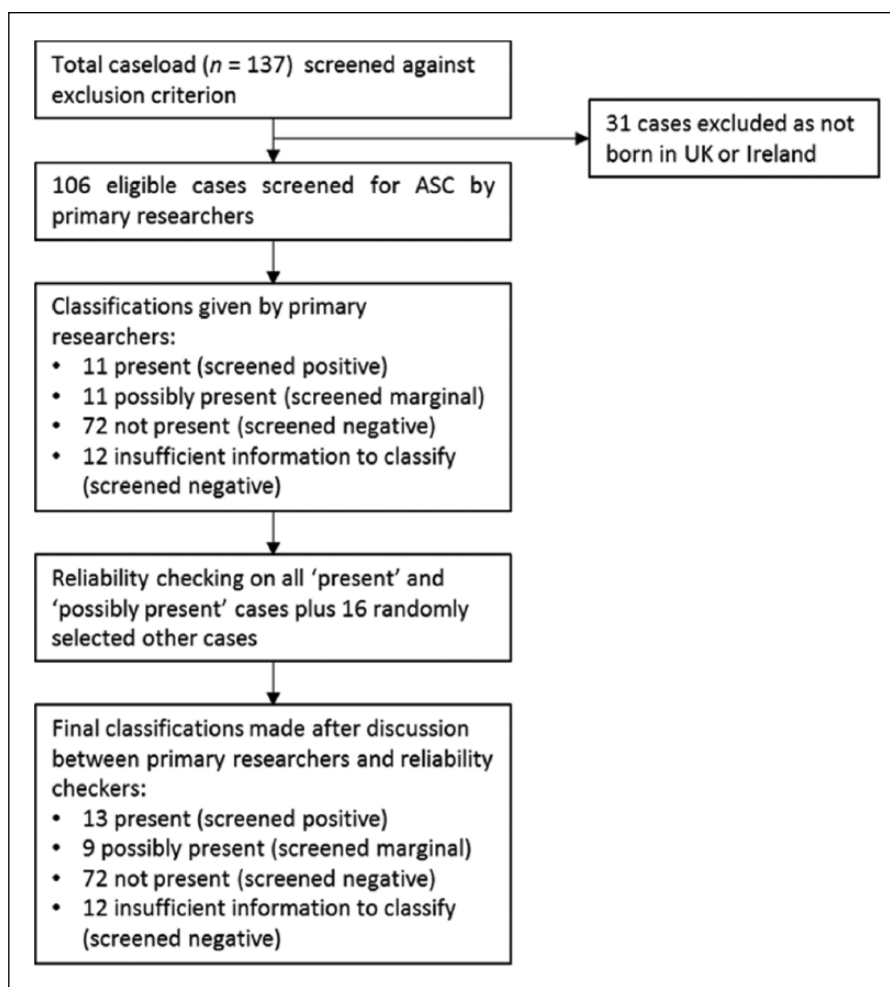 Total caseload (n = 137) screened against
exclusion criterion
31 cases excluded as not
born in UK or Ireland
106 eligible cases screened for ASC by
primary researchers
Classifications given by primary
researchers:
• 11 present (screened positive)
• 11 possibly present (screened marginal)
• 72 not present (screened negative)
• 12 insufficient information to classify
(screened negative)
Reliability checking on all ‘present’ and
‘possibly present’ cases plus 16 randomly
selected other cases
Final classifications made after discussion
between primary researchers and reliability
checkers:
• 13 present (screened positive)
• 9 possibly present (screened marginal)
• 72 not present (screened negative)
• 12 insufficient information to classify
(screened negative)